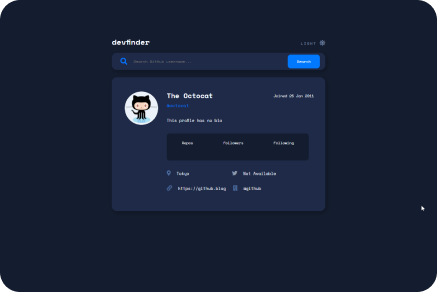 devfinder
LIGHT
Search GitHub username...
Search
The Octocat
Joined 25 Jan 2011
@octocat
This profile has no bio
Repos Followers Following
Tokyo
Not Available
https://github.blog
@github